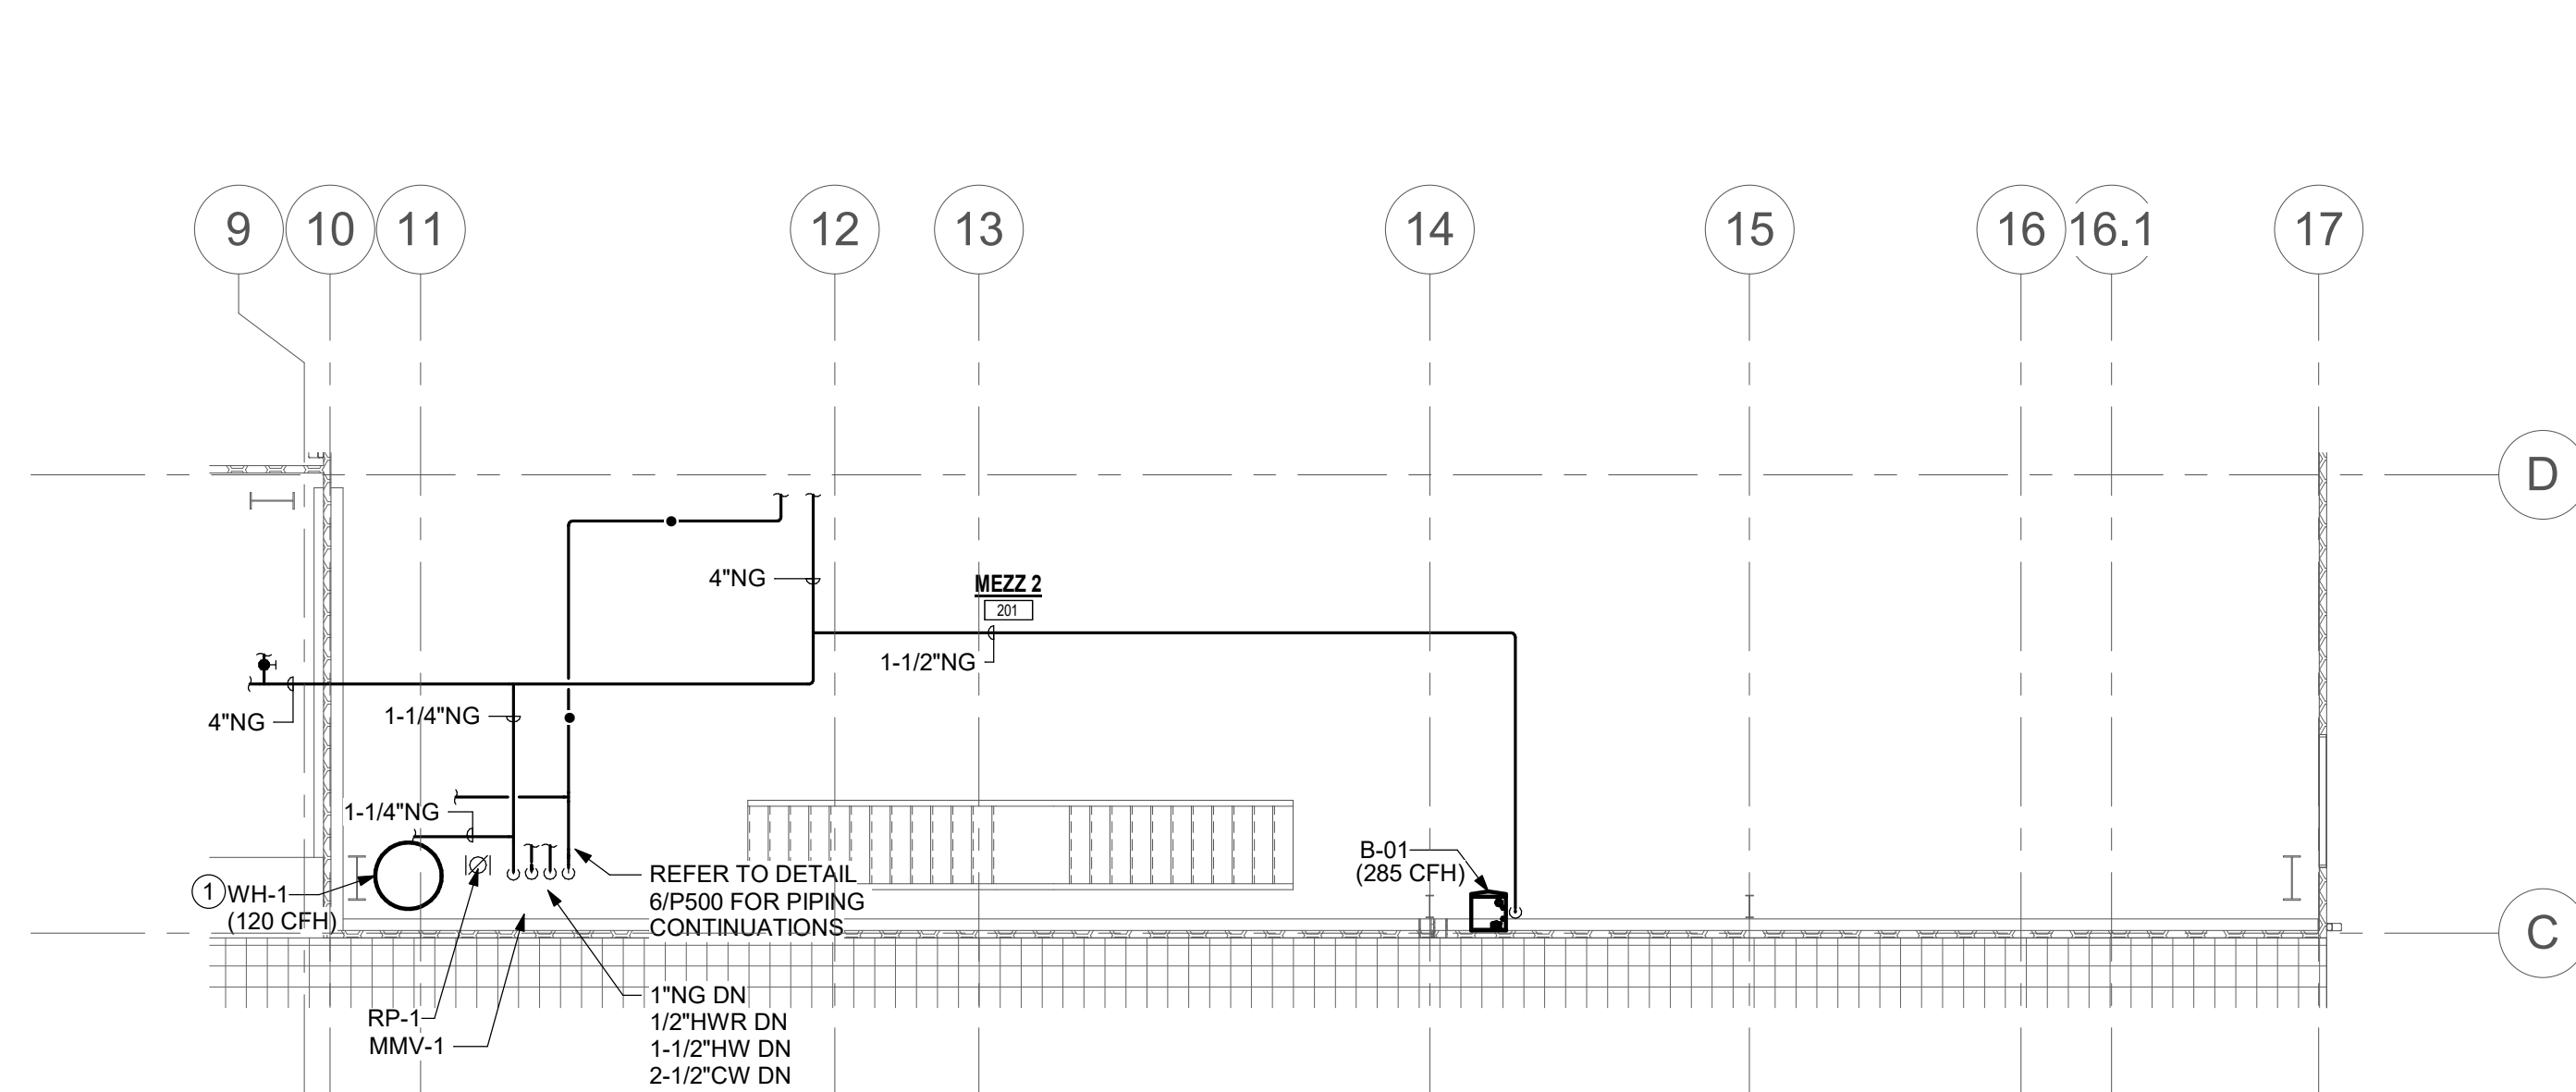 9
10
11
12
13
14
15
16
16.1
17
D
4"NG
MEZZ 2
201
1-1/2"NG
4"NG
1-1/4"NG
1-1/4"NG
B-01
(285 CFH)
1 WH-1
(120 CFH)
REFER TO DETAIL
6/P500 FOR PIPING
CONTINUATIONS
C
1"NG DN
1/2"HWR DN
1-1/2"HW DN
2-1/2"CW DN
RP-1
MMV-1